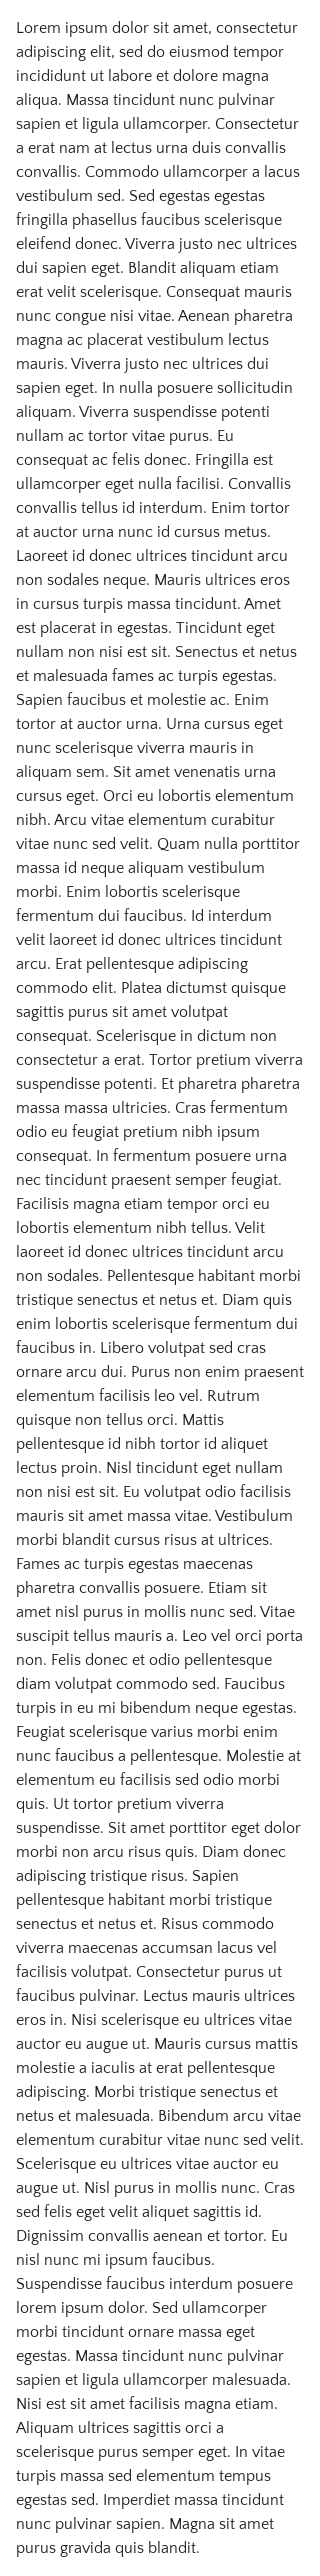 Lorem ipsum dolor sit amet, consectetur
adipiscing elit, sed do eiusmod tempor
incididunt ut labore et dolore magna
aliqua. Massa tincidunt nunc pulvinar
sapien et ligula ullamcorper. Consectetur
a erat nam at lectus urna duis convallis
convallis. Commodo ullamcorper a lacus
vestibulum sed. Sed egestas egestas
fringilla phasellus faucibus scelerisque
eleifend donec. Viverra justo nec ultrices
dui sapien eget. Blandit aliquam etiam
erat velit scelerisque. Consequat mauris
nunc congue nisi vitae. Aenean pharetra
magna ac placerat vestibulum lectus
mauris. Viverra justo nec ultrices dui
sapien eget. In nulla posuere sollicitudin
aliquam. Viverra suspendisse potenti
nullam ac tortor vitae purus. Eu
consequat ac felis donec. Fringilla est
ullamcorper eget nulla facilisi. Convallis
convallis tellus id interdum. Enim tortor
at auctor urna nunc id cursus metus.
Laoreet id donec ultrices tincidunt arcu
non sodales neque. Mauris ultrices eros
in cursus turpis massa tincidunt. Amet
est placerat in egestas. Tincidunt eget
nullam non nisi est sit. Senectus et netus
et malesuada fames ac turpis egestas.
Sapien faucibus et molestie ac. Enim
tortor at auctor urna. Urna cursus eget
nunc scelerisque viverra mauris in
aliquam sem. Sit amet venenatis urna
cursus eget. Orci eu lobortis elementum
nibh. Arcu vitae elementum curabitur
vitae nunc sed velit. Quam nulla porttitor
massa id neque aliquam vestibulum
morbi. Enim lobortis scelerisque
fermentum dui faucibus. Id interdum
velit laoreet id donec ultrices tincidunt
arcu. Erat pellentesque adipiscing
commodo elit. Platea dictumst quisque
sagittis purus sit amet volutpat
consequat. Scelerisque in dictum non
consectetur a erat. Tortor pretium viverra
suspendisse potenti. Et pharetra pharetra
massa massa ultricies. Cras fermentum
odio eu feugiat pretium nibh ipsum
consequat. In fermentum posuere urna
nec tincidunt praesent semper feugiat.
Facilisis magna etiam tempor orci eu
lobortis elementum nibh tellus. Velit
laoreet id donec ultrices tincidunt arcu
non sodales. Pellentesque habitant morbi
tristique senectus et netus et. Diam quis
enim lobortis scelerisque fermentum dui
faucibus in. Libero volutpat sed cras
ornare arcu dui. Purus non enim praesent
elementum facilisis leo vel. Rutrum
quisque non tellus orci. Mattis
pellentesque id nibh tortor id aliquet
lectus proin. Nisl tincidunt eget nullam
non nisi est sit. Eu volutpat odio facilisis
mauris sit amet massa vitae. Vestibulum
morbi blandit cursus risus at ultrices.
Fames ac turpis egestas maecenas
pharetra convallis posuere. Etiam sit
amet nisl purus in mollis nunc sed. Vitae
suscipit tellus mauris a. Leo vel orci porta
non. Felis donec et odio pellentesque
diam volutpat commodo sed. Faucibus
turpis in eu mi bibendum neque egestas.
Feugiat scelerisque varius morbi enim
nunc faucibus a pellentesque. Molestie at
elementum eu facilisis sed odio morbi
quis. Ut tortor pretium viverra
suspendisse. Sit amet porttitor eget dolor
morbi non arcu risus quis. Diam donec
adipiscing tristique risus. Sapien
pellentesque habitant morbi tristique
senectus et netus et. Risus commodo
viverra maecenas accumsan lacus vel
facilisis volutpat. Consectetur purus ut
faucibus pulvinar. Lectus mauris ultrices
eros in. Nisi scelerisque eu ultrices vitae
auctor eu augue ut. Mauris cursus mattis
molestie a iaculis at erat pellentesque
adipiscing. Morbi tristique senectus et
netus et malesuada. Bibendum arcu vitae
elementum curabitur vitae nunc sed velit.
Scelerisque eu ultrices vitae auctor eu
augue ut. Nisl purus in mollis nunc. Cras
sed felis eget velit aliquet sagittis id.
Dignissim convallis aenean et tortor. Eu
nisl nunc mi ipsum faucibus.
Suspendisse faucibus interdum posuere
lorem ipsum dolor. Sed ullamcorper
morbi tincidunt ornare massa eget
egestas. Massa tincidunt nunc pulvinar
sapien et ligula ullamcorper malesuada.
Nisi est sit amet facilisis magna etiam.
Aliquam ultrices sagittis orci a
scelerisque purus semper eget. In vitae
turpis massa sed elementum tempus
egestas sed. Imperdiet massa tincidunt
nunc pulvinar sapien. Magna sit amet
purus gravida quis blandit.